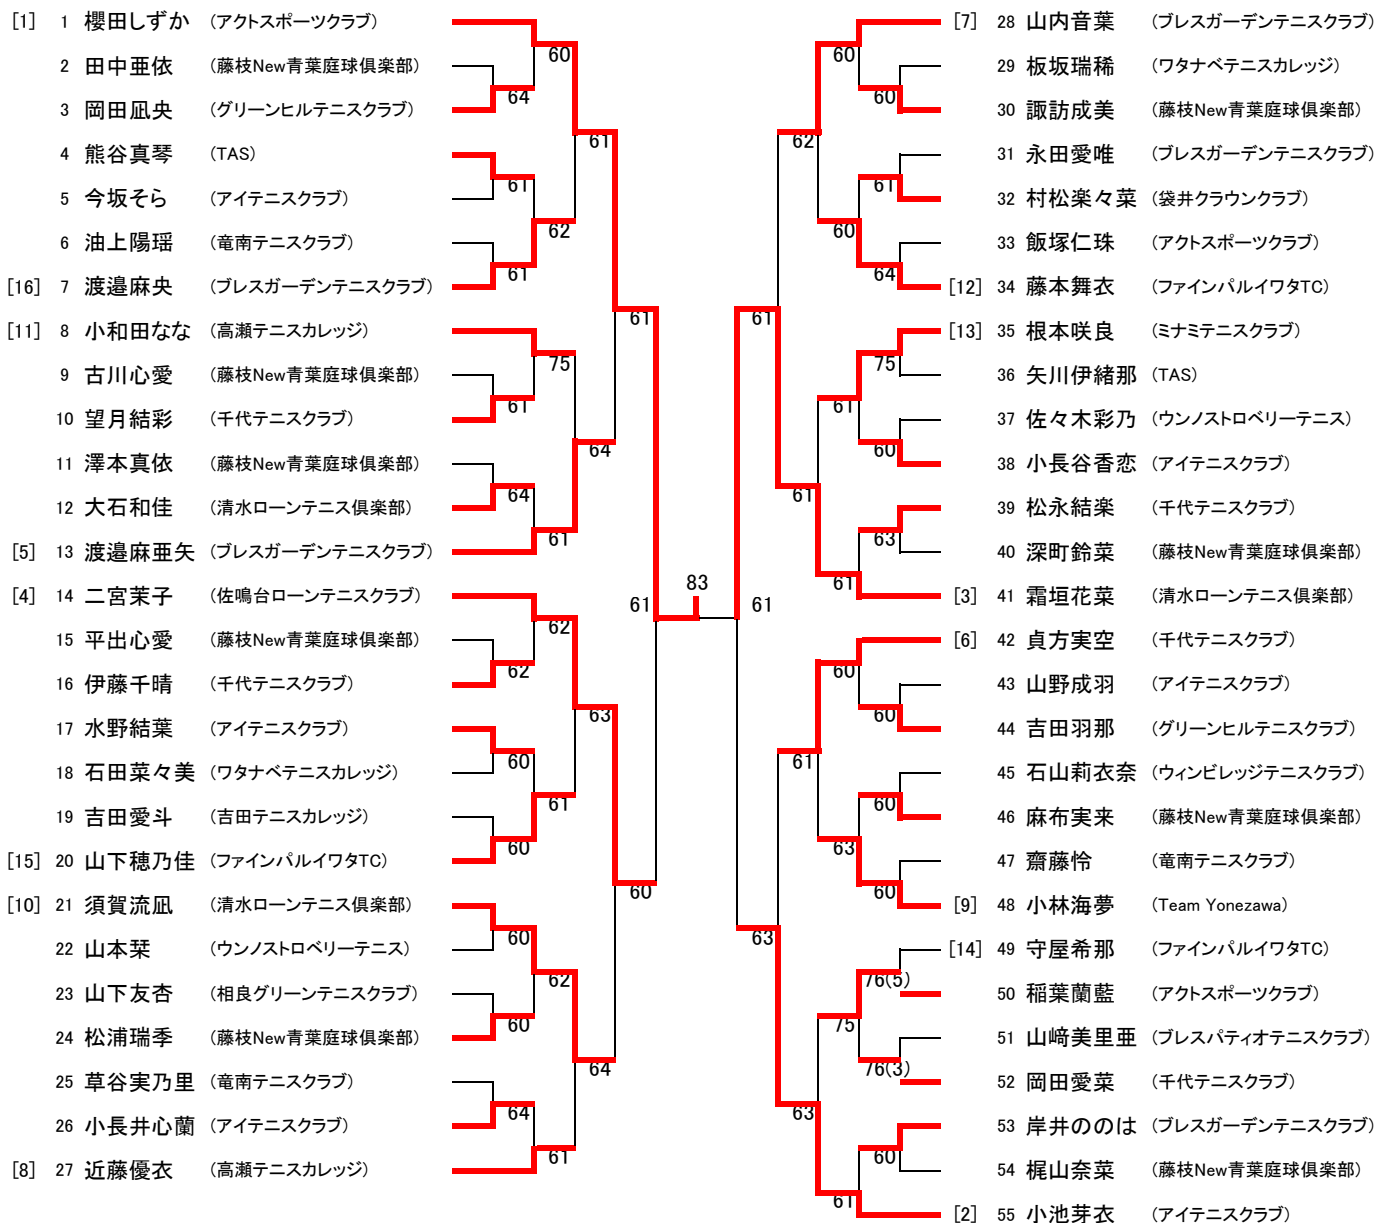 [1] 1 櫻田しずか (アクトスポーツクラブ)
2 田中亜依 (藤枝New青葉庭球倶楽部)
3 岡田凪央 (グリーンヒルテニスクラブ)
4 熊谷真琴 (TAS)
5 今坂そら (アイテニスクラブ)
6 油上陽瑶 (竜南テニスクラブ)
[16] 7 渡邉麻央 (ブレスガーデンテニスクラブ)
[11] 8 小和田なな (高瀬テニスカレッジ)
9 古川心愛 (藤枝New青葉庭球倶楽部)
10 望月結彩 (千代テニスクラブ)
11 澤本真依 (藤枝New青葉庭球倶楽部)
12 大石和佳 (清水ローンテニス倶楽部)
[5] 13 渡邉麻亜矢 (ブレスガーデンテニスクラブ)
[4] 14 二宮茉子 (佐鳴台ローンテニスクラブ)
15 平出心愛 (藤枝New青葉庭球倶楽部)
16 伊藤千晴 (千代テニスクラブ)
17 水野結葉 (アイテニスクラブ)
18 石田菜々美 (ワタナベテニスカレッジ)
19 吉田愛斗 (吉田テニスカレッジ)
[15] 20 山下穂乃佳 (ファインパルイワタTC)
[10] 21 須賀流凪 (清水ローンテニス倶楽部)
22 山本栞 (ウンノストロベリーテニス)
23 山下友杏 (相良グリーンテニスクラブ)
24 松浦瑞季 (藤枝New青葉庭球倶楽部)
25 草谷実乃里 (竜南テニスクラブ)
26 小長井心蘭 (アイテニスクラブ)
[8] 27 近藤優衣 (高瀬テニスカレッジ)
60
64
61
61
62
61
61
75
61
64
64
61
62
62
63
60
61
60
60
60
62
60
64
64
61
61
83
61
60
60
62
61
60
64
61
75
61
60
61
63
61
60
60
61
60
63
60
63
76(5)
75
76(3)
63
60
61
[7] 28 山内音葉 (ブレスガーデンテニスクラブ)
29 板坂瑞稀 (ワタナベテニスカレッジ)
30 諏訪成美 (藤枝New青葉庭球倶楽部)
31 永田愛唯 (ブレスガーデンテニスクラブ)
32 村松楽々菜 (袋井クラウンクラブ)
33 飯塚仁珠 (アクトスポーツクラブ)
[12] 34 藤本舞衣 (ファインパルイワタTC)
[13] 35 根本咲良 (ミナミテニスクラブ)
36 矢川伊緒那 (TAS)
37 佐々木彩乃 (ウンノストロベリーテニス)
38 小長谷香恋 (アイテニスクラブ)
39 松永結楽 (千代テニスクラブ)
40 深町鈴菜 (藤枝New青葉庭球倶楽部)
[3] 41 霜垣花菜 (清水ローンテニス倶楽部)
[6] 42 貞方実空 (千代テニスクラブ)
43 山野成羽 (アイテニスクラブ)
44 吉田羽那 (グリーンヒルテニスクラブ)
45 石山莉衣奈 (ウィンビレッジテニスクラブ)
46 麻布実来 (藤枝New青葉庭球倶楽部)
47 齋藤怜 (竜南テニスクラブ)
[9] 48 小林海夢 (Team Yonezawa)
[14] 49 守屋希那 (ファインパルイワタTC)
50 稲葉蘭藍 (アクトスポーツクラブ)
51 山﨑美里亜 (ブレスパティオテニスクラブ)
52 岡田愛菜 (千代テニスクラブ)
53 岸井ののは (ブレスガーデンテニスクラブ)
54 梶山奈菜 (藤枝New青葉庭球倶楽部)
[2] 55 小池芽衣 (アイテニスクラブ)